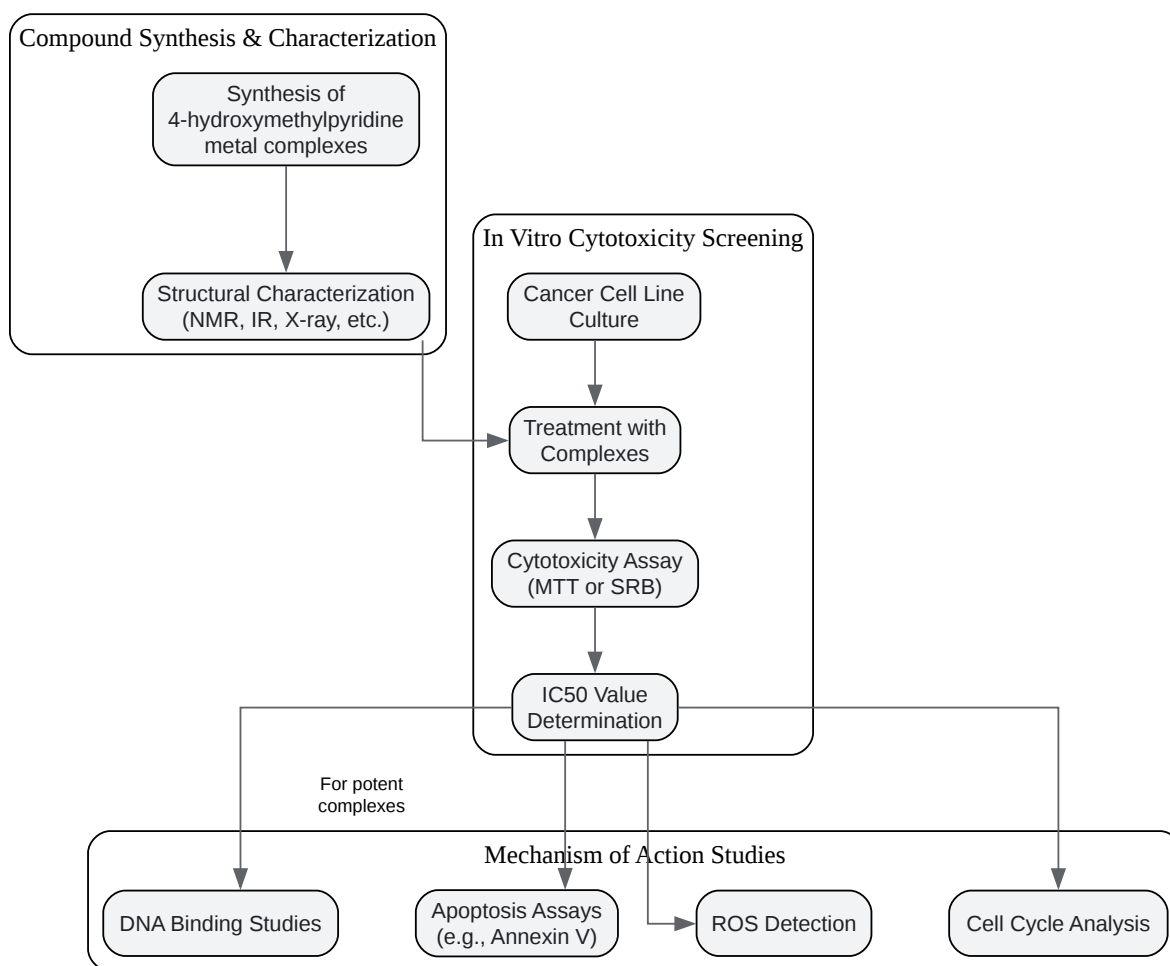 Compound Synthesis & Characterization
Synthesis of
4-hydroxymethylpyridine
metal complexes
Structural Characterization
(NMR, IR, X-ray, etc.)
In Vitro Cytotoxicity Screening
Cancer Cell Line
Culture
Treatment with
Complexes
Cytotoxicity Assay
(MTT or SRB)
IC50 Value
Determination
For potent
complexes
Mechanism of Action Studies
DNA Binding Studies
Apoptosis Assays
(e.g., Annexin V)
ROS Detection
Cell Cycle Analysis